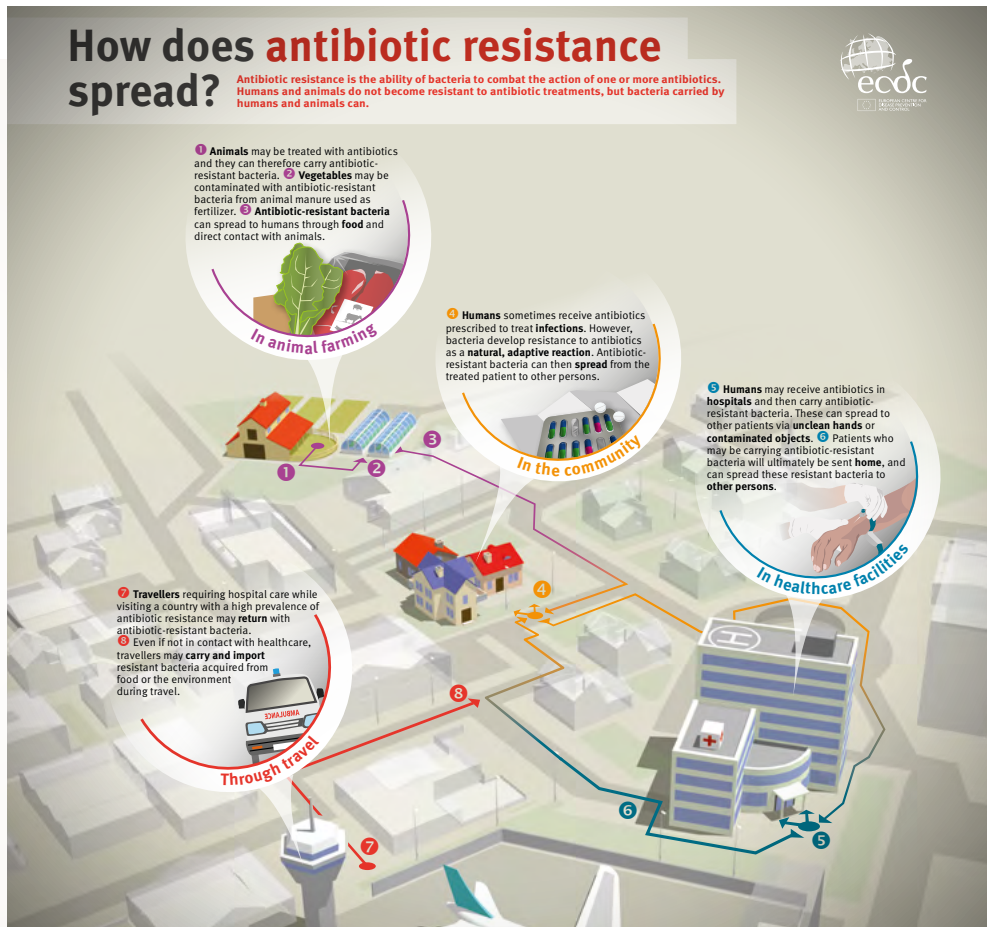 How does antibiotic resistance
spread?
Antibiotic resistance is the ability of bacteria to combat the action of one or more antibiotics.
Humans and animals do not become resistant to antibiotic treatments, but bacteria carried by
humans and animals can.
ecdc
EUROPEAN CENTRE FOR
DISEASE PREVENTION
AND CONTROL
1 Animals may be treated with antibiotics
and they can therefore carry antibiotic-
resistant bacteria. 2 Vegetables may be
contaminated with antibiotic-resistant
bacteria from animal manure used as
fertilizer. 3 Antibiotic-resistant bacteria
can spread to humans through food and
direct contact with animals.
In animal farming
4 Humans sometimes receive antibiotics
prescribed to treat infections. However,
bacteria develop resistance to antibiotics
as a natural, adaptive reaction. Antibiotic-
resistant bacteria can then spread from the
treated patient to other persons.
In the community
5 Humans may receive antibiotics in
hospitals and then carry antibiotic-
resistant bacteria. These can spread to
other patients via unclean hands or
contaminated objects. 6 Patients who
may be carrying antibiotic-resistant
bacteria will ultimately be sent home, and
can spread these resistant bacteria to
other persons.
In healthcare facilities
3
1
2
4
7 Travellers requiring hospital care while
visiting a country with a high prevalence of
antibiotic resistance may return with
antibiotic-resistant bacteria.
8 Even if not in contact with healthcare,
travellers may carry and import
resistant bacteria acquired from
food or the environment
during travel.
AMBULANCE
Through travel
H
8
6
5
7